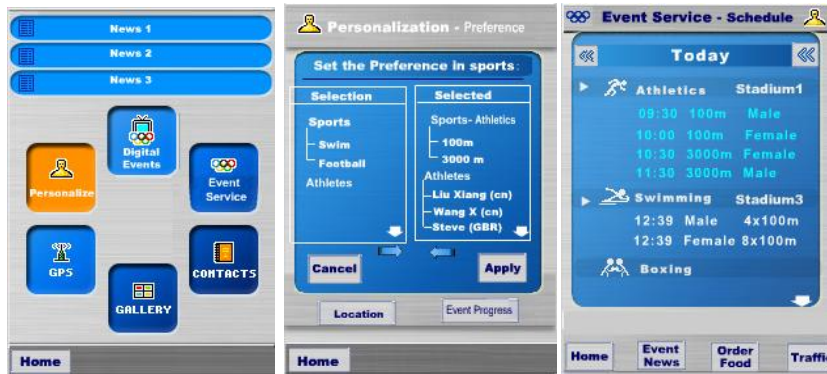 News 1
News 2
News 3
Digital
Events
Personalize
Event
Service
GPS
CONTACTS
GALLERY
Home
Personalization - Preference
Set the Preference in sports:
Selection
Sports
Swim
Football
Athletes
Selected
Sports- Athletics
100m
3000 m
Athletes
Liu Xiang (cn)
Wang X (cn)
Steve (GBR)
Cancel
Apply
Location
Event Progress
Home
Event Service - Schedule
Today
Athletics Stadium1
09:30 100m Male
10:00 100m Female
10:30 3000m Female
11:30 3000m Male
Swimming Stadium3
12:39 Male 4x100m
12:39 Female 8x100m
Boxing
Home
Event
News
Order
Food
Traffi